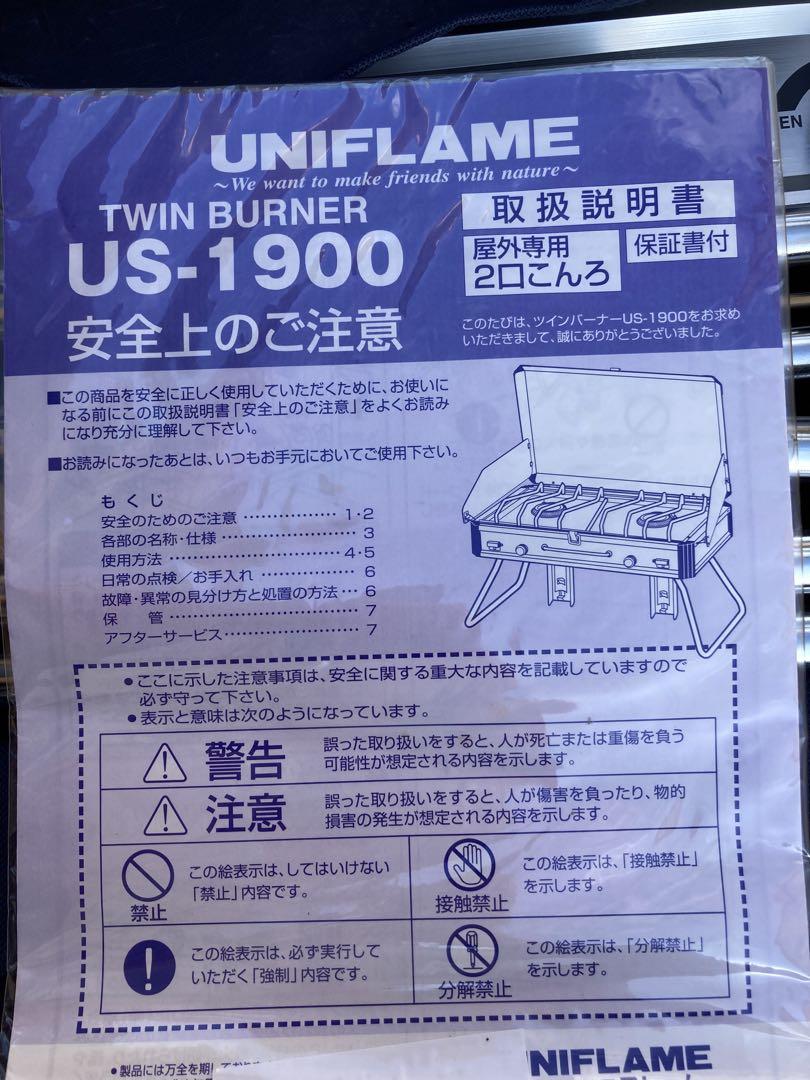 EN
UNIFLAME
~We want to make friends with nature~
TWIN BURNER
US-1900
安全上のご注意
取扱説明書
屋外専用
2口こんろ
保証書付
このたびは、ツインバーナーUS-1900をお求め
いただきまして、誠にありがとうございました。
■この商品を安全に正しく使用していただくために、お使いに
なる前にこの取扱説明書「安全上のご注意」をよくお読み
になり充分に理解して下さい。
■お読みになったあとは、いつもお手元においてご使用下さい。
もくじ
安全のためのご注意 ……………… 1・2
各部の名称・仕様 …………………… 3
使用方法 …………………………… 4・5
日常の点検／お手入れ ……………… 6
故障・異常の見分け方と処置の方法 … 6
保　管 ……………………………… 7
アフターサービス …………………… 7
●ここに示した注意事項は、安全に関する重大な内容を記載していますので
必ず守って下さい。
●表示と意味は次のようになっています。
警告
誤った取り扱いをすると、人が死亡または重傷を負う
可能性が想定される内容を示します。
注意
誤った取り扱いをすると、人が傷害を負ったり、物的
損害の発生が想定される内容を示します。
禁止
この絵表示は、してはいけない
「禁止」内容です。
接触禁止
この絵表示は、「接触禁止」
を示します。
この絵表示は、必ず実行して
いただく「強制」内容です。
分解禁止
この絵表示は、「分解禁止」
を示します。
●製品には万全を期し
NIFLAME